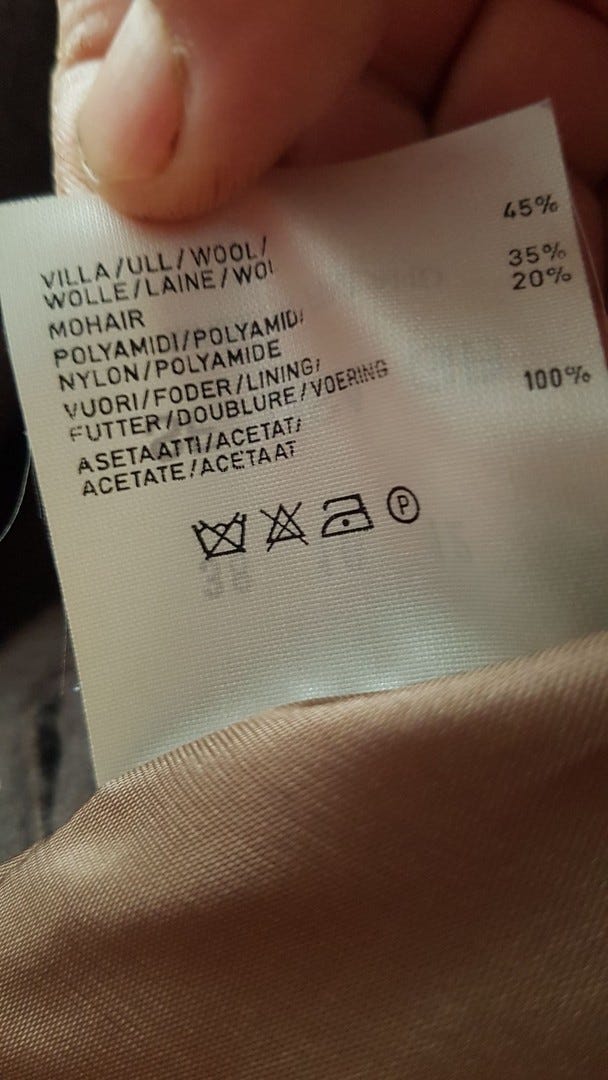 VILLA/ULL/WOOL/ 45%
WOLLE/LAINE/WOL
MOHAIR 35%
POLYAMIDI/POLYAMID/ 20%
NYLON/POLYAMIDE
VUORI/FODER/LINING/
FUTTER/DOUBLURE/VOERING
ASETAATTI/ACETAT/ 100%
ACETATE/ACETAAT
P